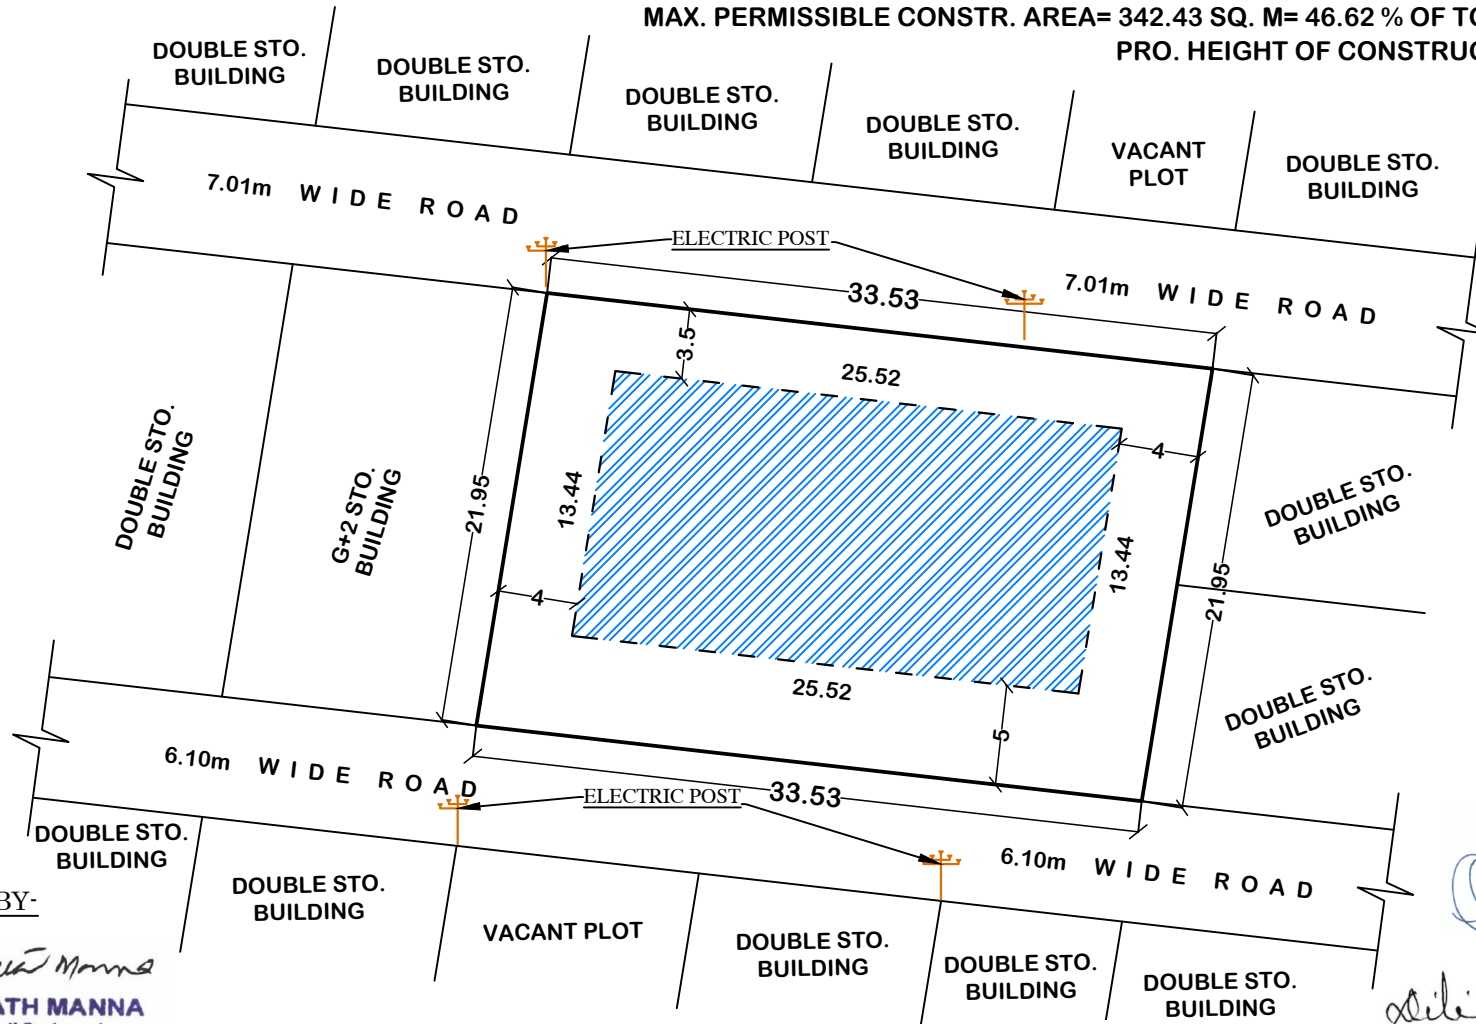 MAX. PERMISSIBLE CONSTR. AREA= 342.43 SQ. M= 46.62 % OF
PRO. HEIGHT OF
DOUBLE STO.
BUILDING
DOUBLE STO.
BUILDING
DOUBLE STO.
BUILDING
DOUBLE STO.
BUILDING
VACANT
PLOT
DOUBLE STO.
BUILDING
7.01m WIDE ROAD
ELECTRIC POST
7.01m WIDE ROAD
33.53
3.5
25.52
4
13.44
21.95
DOUBLE STO.
BUILDING
G+2 STO.
BUILDING
4
13.44
21.95
DOUBLE STO.
BUILDING
25.52
5
DOUBLE STO.
BUILDING
6.10m WIDE ROAD
ELECTRIC POST
33.53
6.10m WIDE ROAD
DOUBLE STO.
BUILDING
DOUBLE STO.
BUILDING
VACANT PLOT
DOUBLE STO.
BUILDING
DOUBLE STO.
BUILDING
DOUBLE STO.
BUILDING
BY-
Manna
ATH MANNA